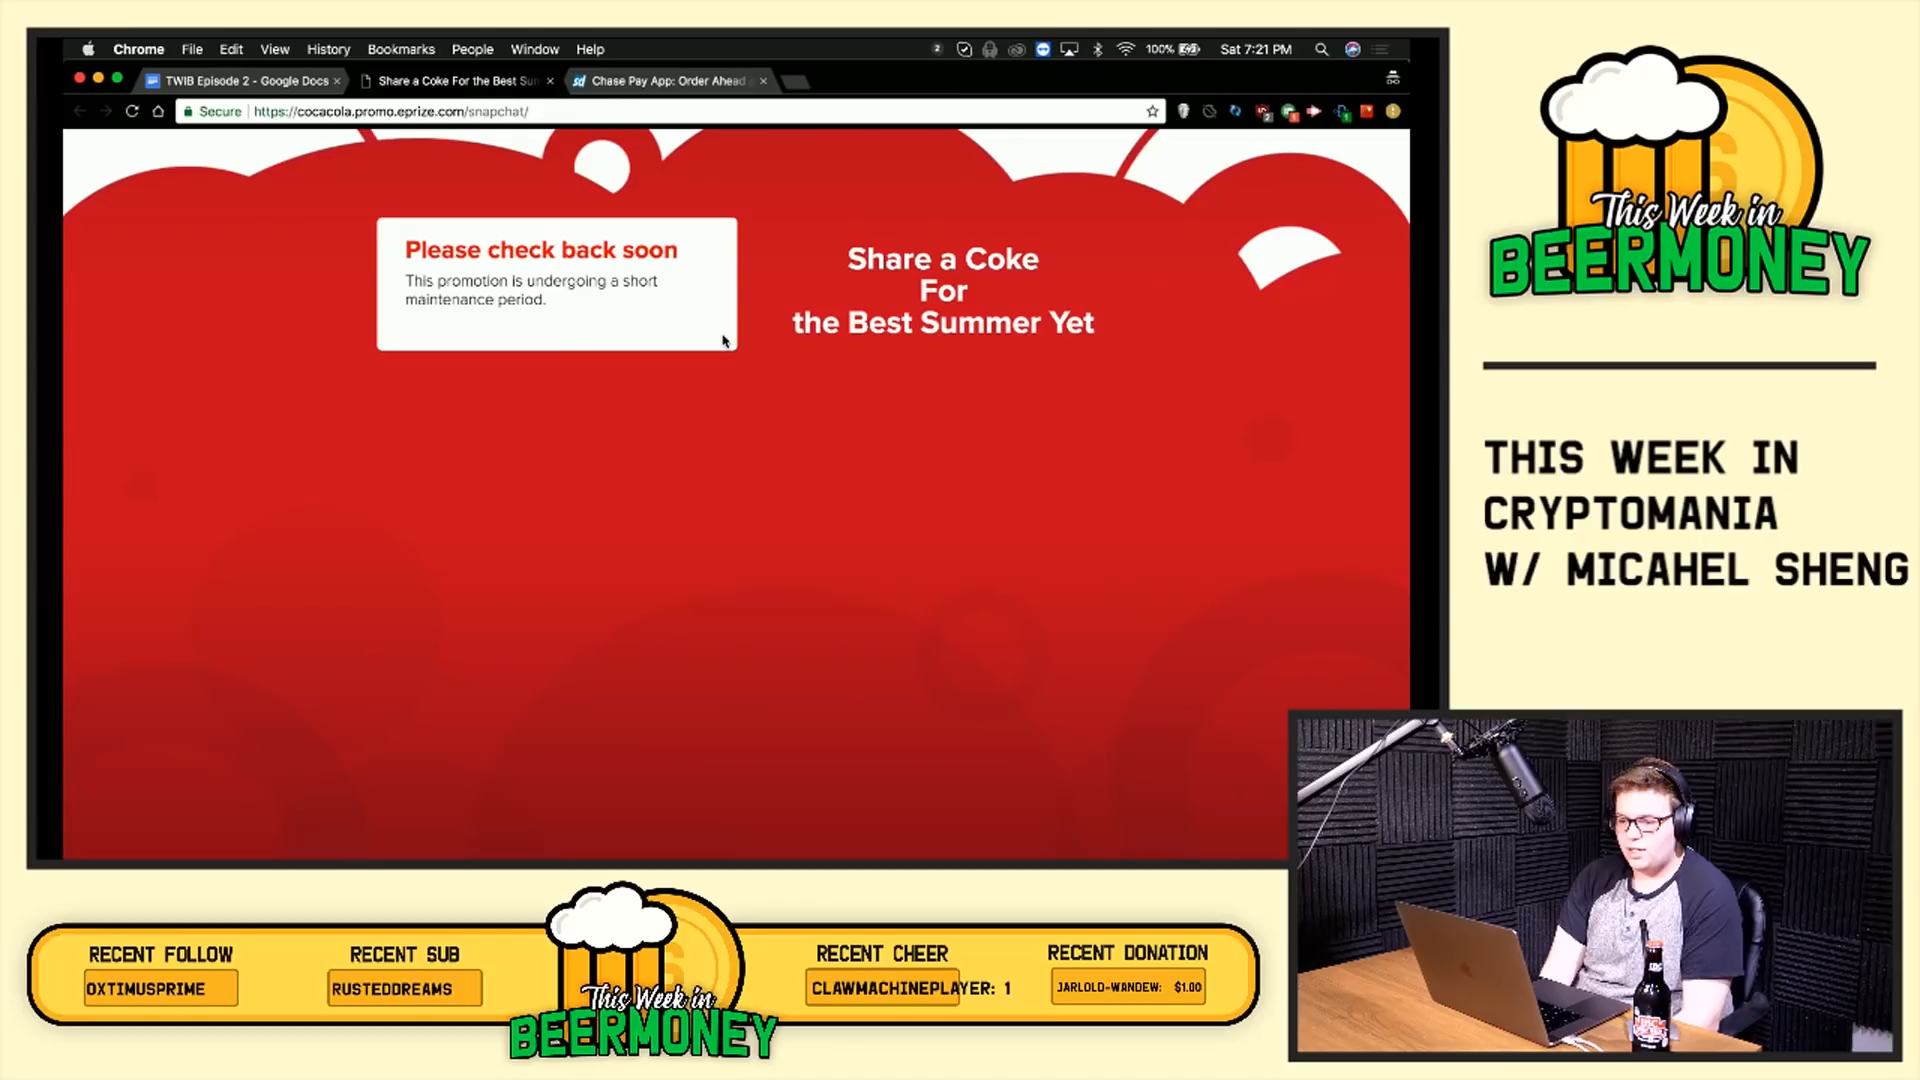 Chrome File Edit View History Bookmarks People Window Help
2 100% Sat 7:21 PM
TWIB Episode 2 - Google Docs
Share a Coke For the Best Sum
Chase Pay App: Order Ahead
Secure https://cocacola.promo.eprize.com/snapchat/
Please check back soon
This promotion is undergoing a short
maintenance period.
Share a Coke
For
the Best Summer Yet
This Week in
BEERMONEY
THIS WEEK IN
CRYPTOMANIA
W/ MICAHEL SHENG
RECENT FOLLOW
OXTIMUSPRIME
RECENT SUB
RUSTEDDREAMS
This Week in
BEERMONEY
RECENT CHEER
CLAWMACHINEPLAYER: 1
RECENT DONATION
JARLOLD-WANDEW: $1.00